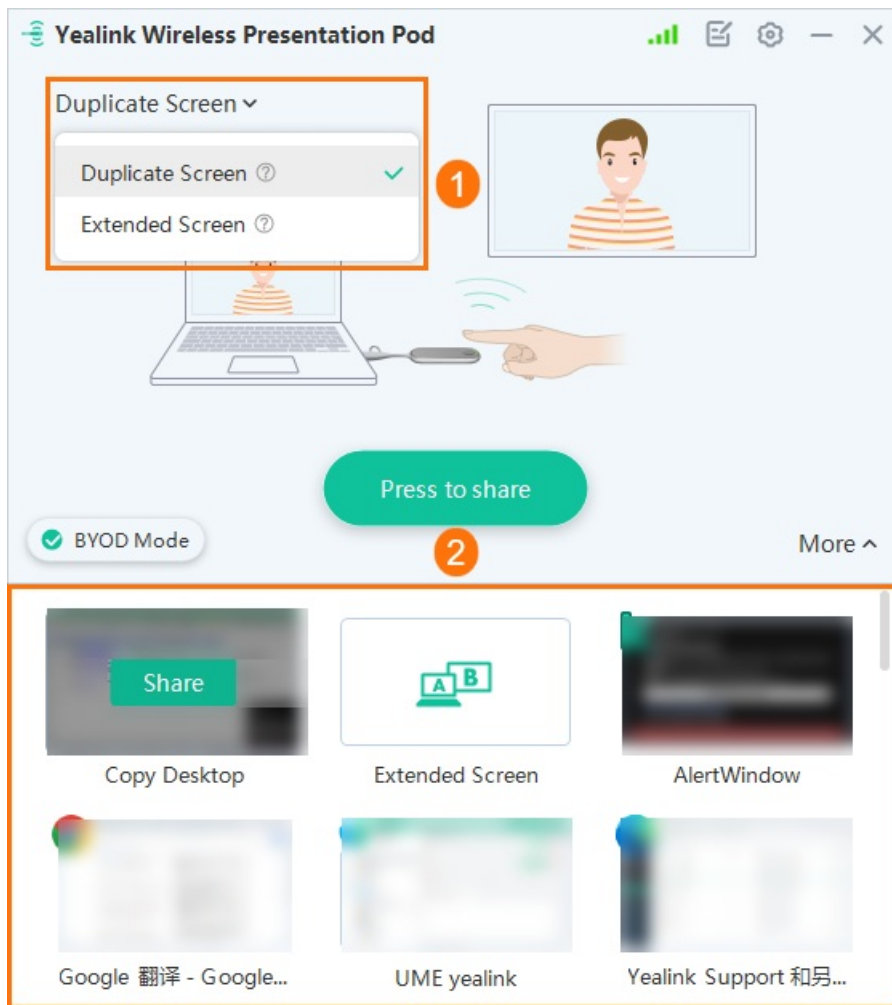 Yealink Wireless Presentation Pod
Duplicate Screen
Duplicate Screen ?
Extended Screen ?
1
Press to share
BYOD Mode
2
More
Share
A B
Copy Desktop
Extended Screen
AlertWindow
Google 翻译 - Google...
UME yealink
Yealink Support 和另...